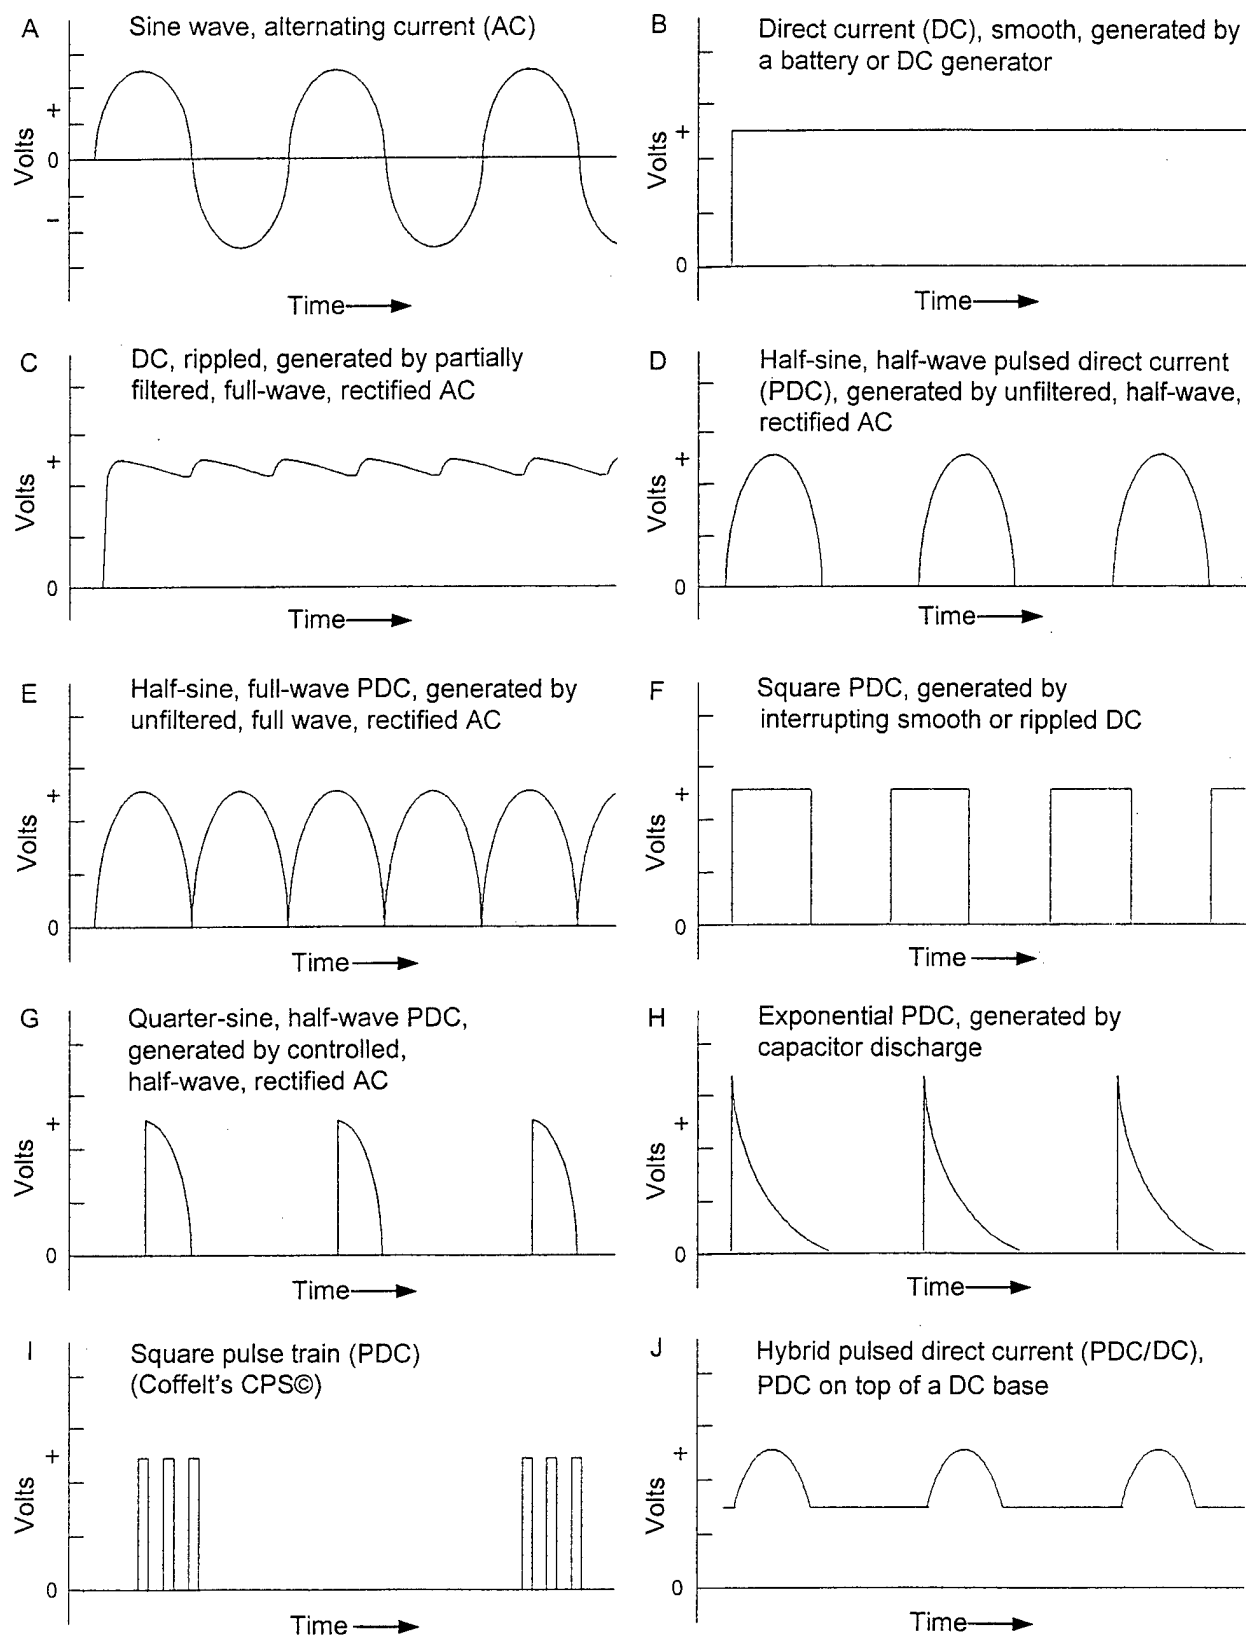 A
Sine wave, alternating current (AC)
+
0
–
Volts
Time
B
Direct current (DC), smooth, generated by
a battery or DC generator
+
0
Volts
Time
C
DC, rippled, generated by partially
filtered, full-wave, rectified AC
+
0
Volts
Time
D
Half-sine, half-wave pulsed direct current
(PDC), generated by unfiltered, half-wave,
rectified AC
+
0
Volts
Time
E
Half-sine, full-wave PDC, generated by
unfiltered, full wave, rectified AC
+
0
Volts
Time
F
Square PDC, generated by
interrupting smooth or rippled DC
+
0
Volts
Time
G
Quarter-sine, half-wave PDC,
generated by controlled,
half-wave, rectified AC
+
0
Volts
Time
H
Exponential PDC, generated by
capacitor discharge
+
0
Volts
Time
I
Square pulse train (PDC)
(Coffelt's CPS©)
+
0
Volts
Time
J
Hybrid pulsed direct current (PDC/DC),
PDC on top of a DC base
+
0
Volts
Time